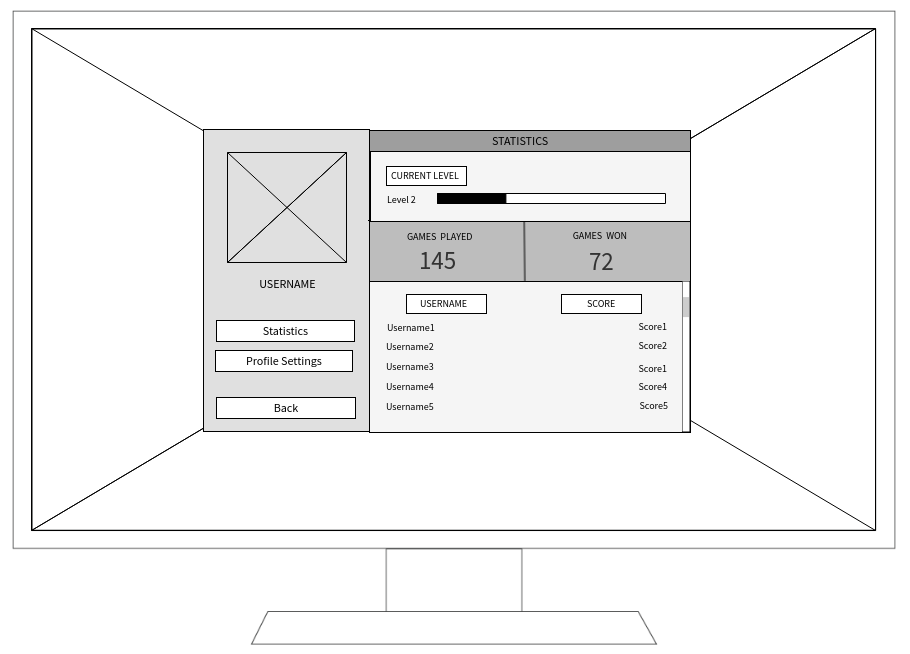 USERNAME
Statistics
Profile Settings
Back
STATISTICS
CURRENT LEVEL
Level 2
GAMES PLAYED
145
GAMES WON
72
USERNAME SCORE
Username1 Score1
Username2 Score2
Username3 Score1
Username4 Score4
Username5 Score5